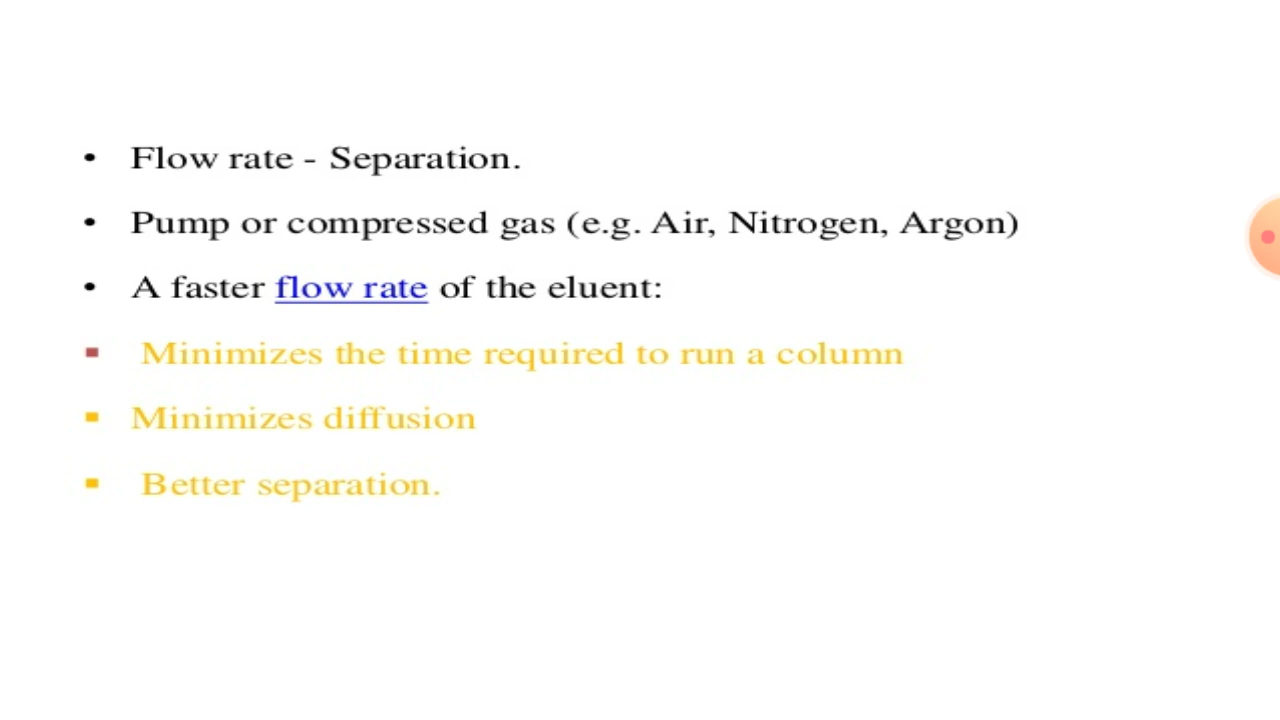 • Flow rate - Separation.
• Pump or compressed gas (e.g. Air, Nitrogen, Argon)
• A faster flow rate of the eluent:
▪ Minimizes the time required to run a column
▪ Minimizes diffusion
▪ Better separation.